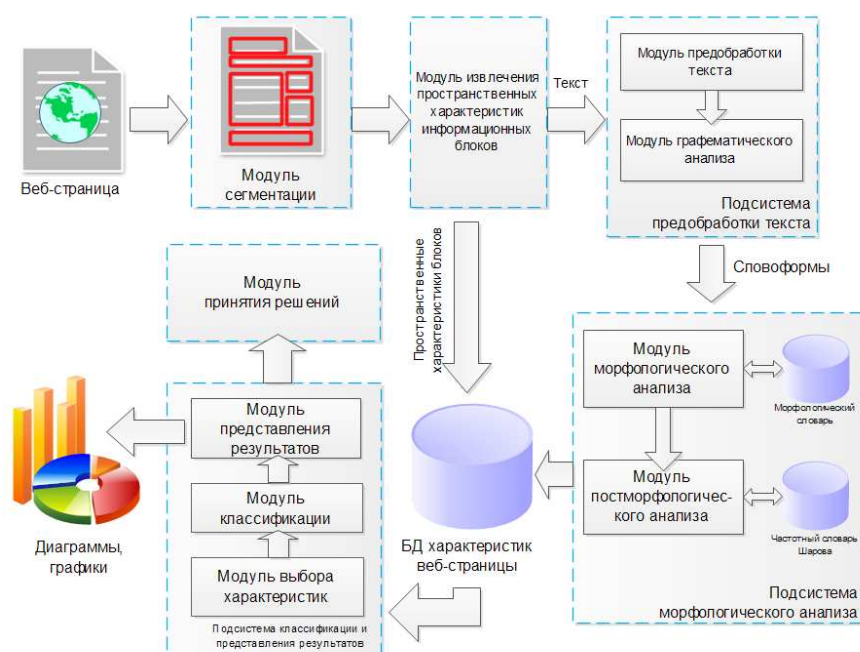 Веб-страница
Модуль
сегментации
Модуль извлечения
пространственных
характеристик
информационных
блоков
Текст
Модуль предобработки
текста
Модуль графематического
анализа
Подсистема
предобработки текста
Словоформы
Пространственные
характеристики блоков
Модуль
морфологического
анализа
Морфологический
словарь
Модуль
постморфологичес-
кого анализа
Частотный словарь
Шарова
Подсистема
морфологического анализа
БД характеристик
веб-страницы
Модуль выбора
характеристик
Модуль
классификации
Модуль
представления
результатов
Подсистема классификации и
представления результатов
Модуль
принятия решений
Диаграммы,
графики